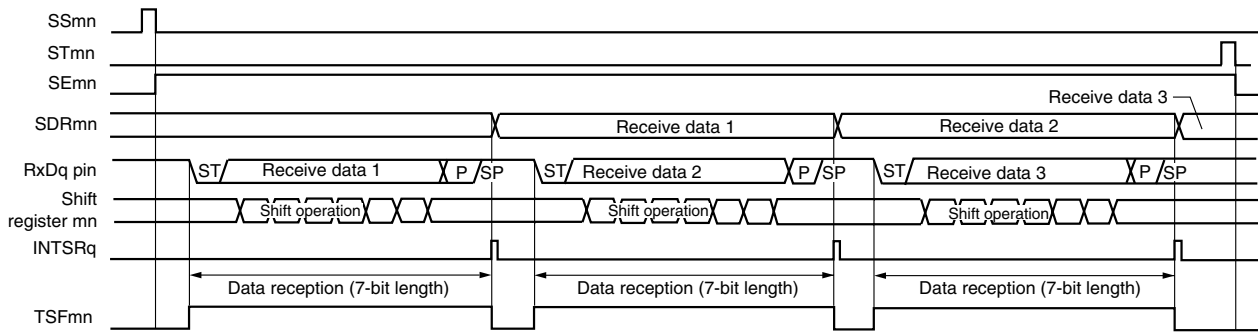 SSmn
STmn
SEmn
Receive data 3
SDRmn
Receive data 1
Receive data 2
RxDq pin
ST
Receive data 1
P
SP
ST
Receive data 2
P
SP
ST
Receive data 3
P
SP
Shift
register mn
Shift operation
Shift operation
Shift operation
INTSRq
Data reception (7-bit length)
Data reception (7-bit length)
Data reception (7-bit length)
TSFmn